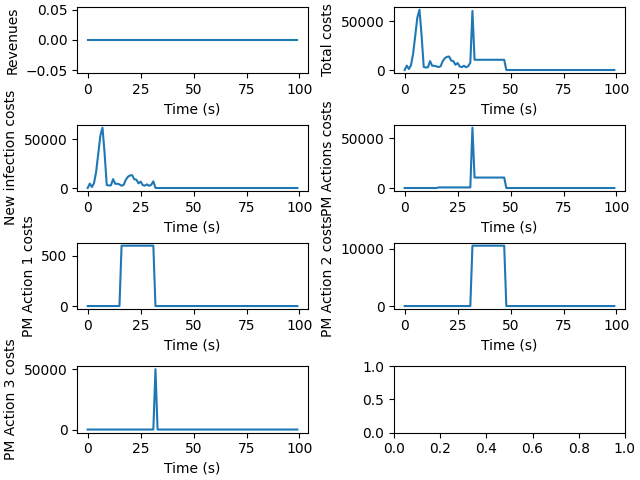 Revenues
0.05
0.00
−0.05
0 25 50 75 100
Time (s)
Total costs
50000
0
0 25 50 75 100
Time (s)
New infection costs
50000
0
0 25 50 75 100
Time (s)
PM Actions costs
50000
0
0 25 50 75 100
Time (s)
PM Action 1 costs
500
0
0 25 50 75 100
Time (s)
PM Action 2 costs
10000
0
0 25 50 75 100
Time (s)
PM Action 3 costs
50000
0
0 25 50 75 100
Time (s)
1.0
0.5
0.0
0.0 0.2 0.4 0.6 0.8 1.0